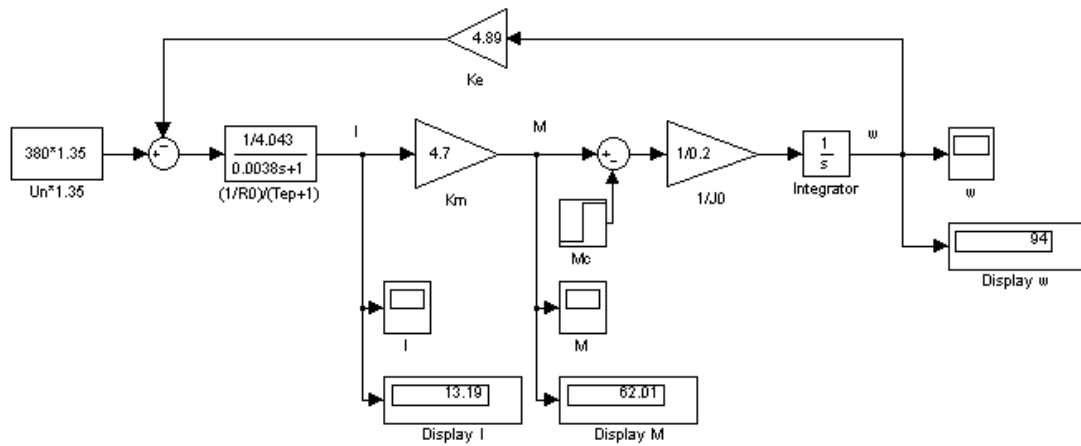 4.89
Ke
I
M
w
380*1.35
1/4.043
0.0038s+1
4.7
1/0.2
1
s
Un*1.35
(1/R0)/(Tep+1)
Km
1/J0
Integrator
w
Mc
94
Display w
I
M
13.19
62.01
Display I
Display M